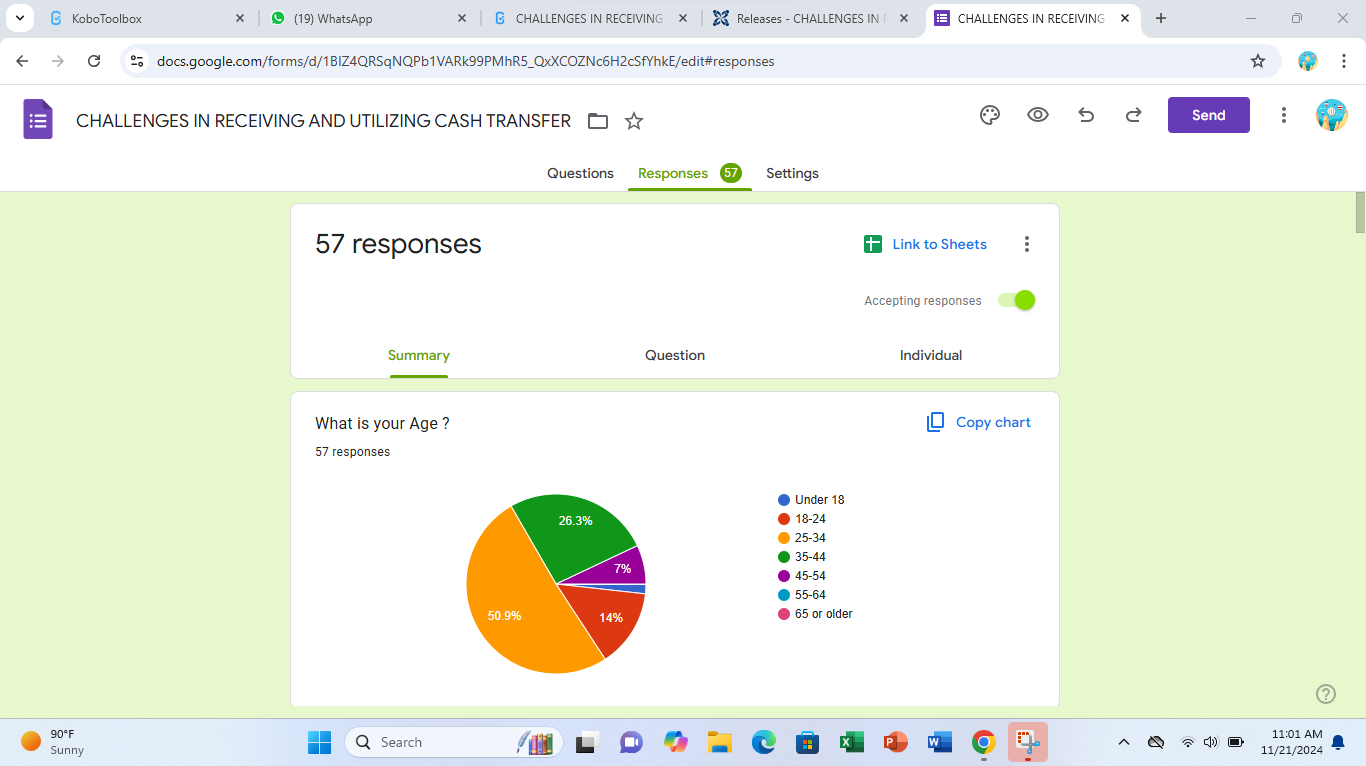 KoboToolbox
(19) WhatsApp
CHALLENGES IN RECEIVING
Releases - CHALLENGES IN
CHALLENGES IN RECEIVING
docs.google.com/forms/d/1BIZ4QRSqNQPb1VARk99PMhR5_QxXCOZNc6H2cSfYhkE/edit#responses
CHALLENGES IN RECEIVING AND UTILIZING CASH TRANSFER
Send
Questions
Responses 57
Settings
57 responses
Link to Sheets
Accepting responses
Summary
Question
Individual
What is your Age ?
Copy chart
57 responses
26.3%
7%
50.9%
14%
Under 18
18-24
25-34
35-44
45-54
55-64
65 or older
90°F
Sunny
Search
11:01 AM
11/21/2024